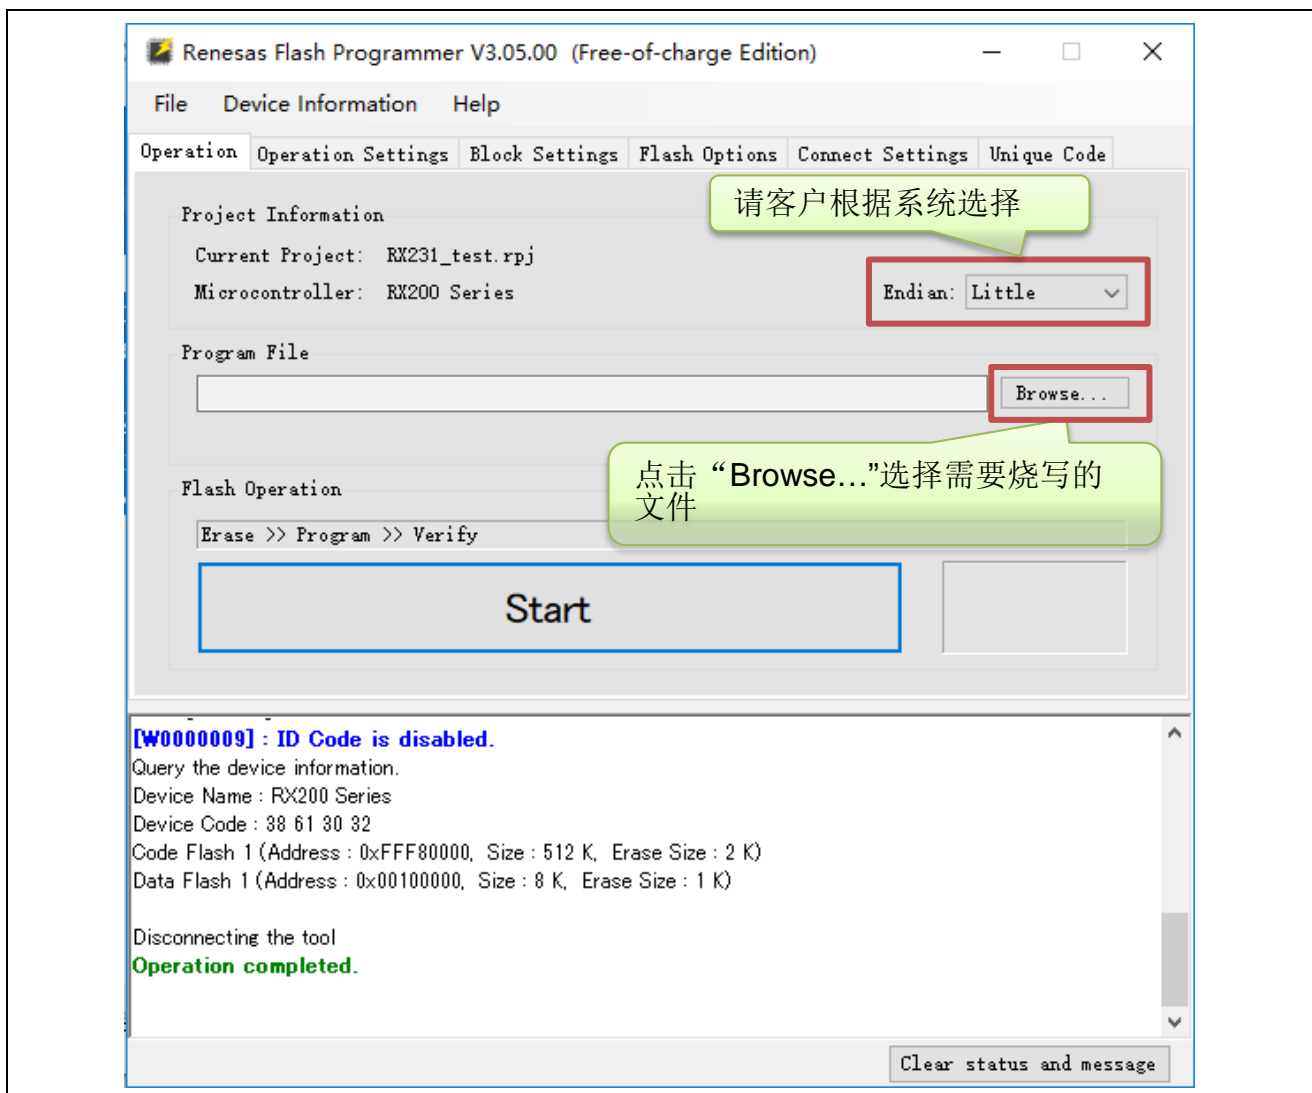 Renesas Flash Programmer V3.05.00 (Free-of-charge Edition)
File Device Information Help
Operation Operation Settings Block Settings Flash Options Connect Settings Unique Code
请客户根据系统选择
Project Information
Current Project: RX231_test.rpj
Microcontroller: RX200 Series
Endian: Little
Program File
Browse...
点击“Browse…”选择需要烧写的
文件
Flash Operation
Erase >> Program >> Verify
Start
[W0000009] : ID Code is disabled.
Query the device information.
Device Name : RX200 Series
Device Code : 38 61 30 32
Code Flash 1 (Address : 0xFFF80000, Size : 512 K, Erase Size : 2 K)
Data Flash 1 (Address : 0x00100000, Size : 8 K, Erase Size : 1 K)
Disconnecting the tool
Operation completed.
Clear status and message